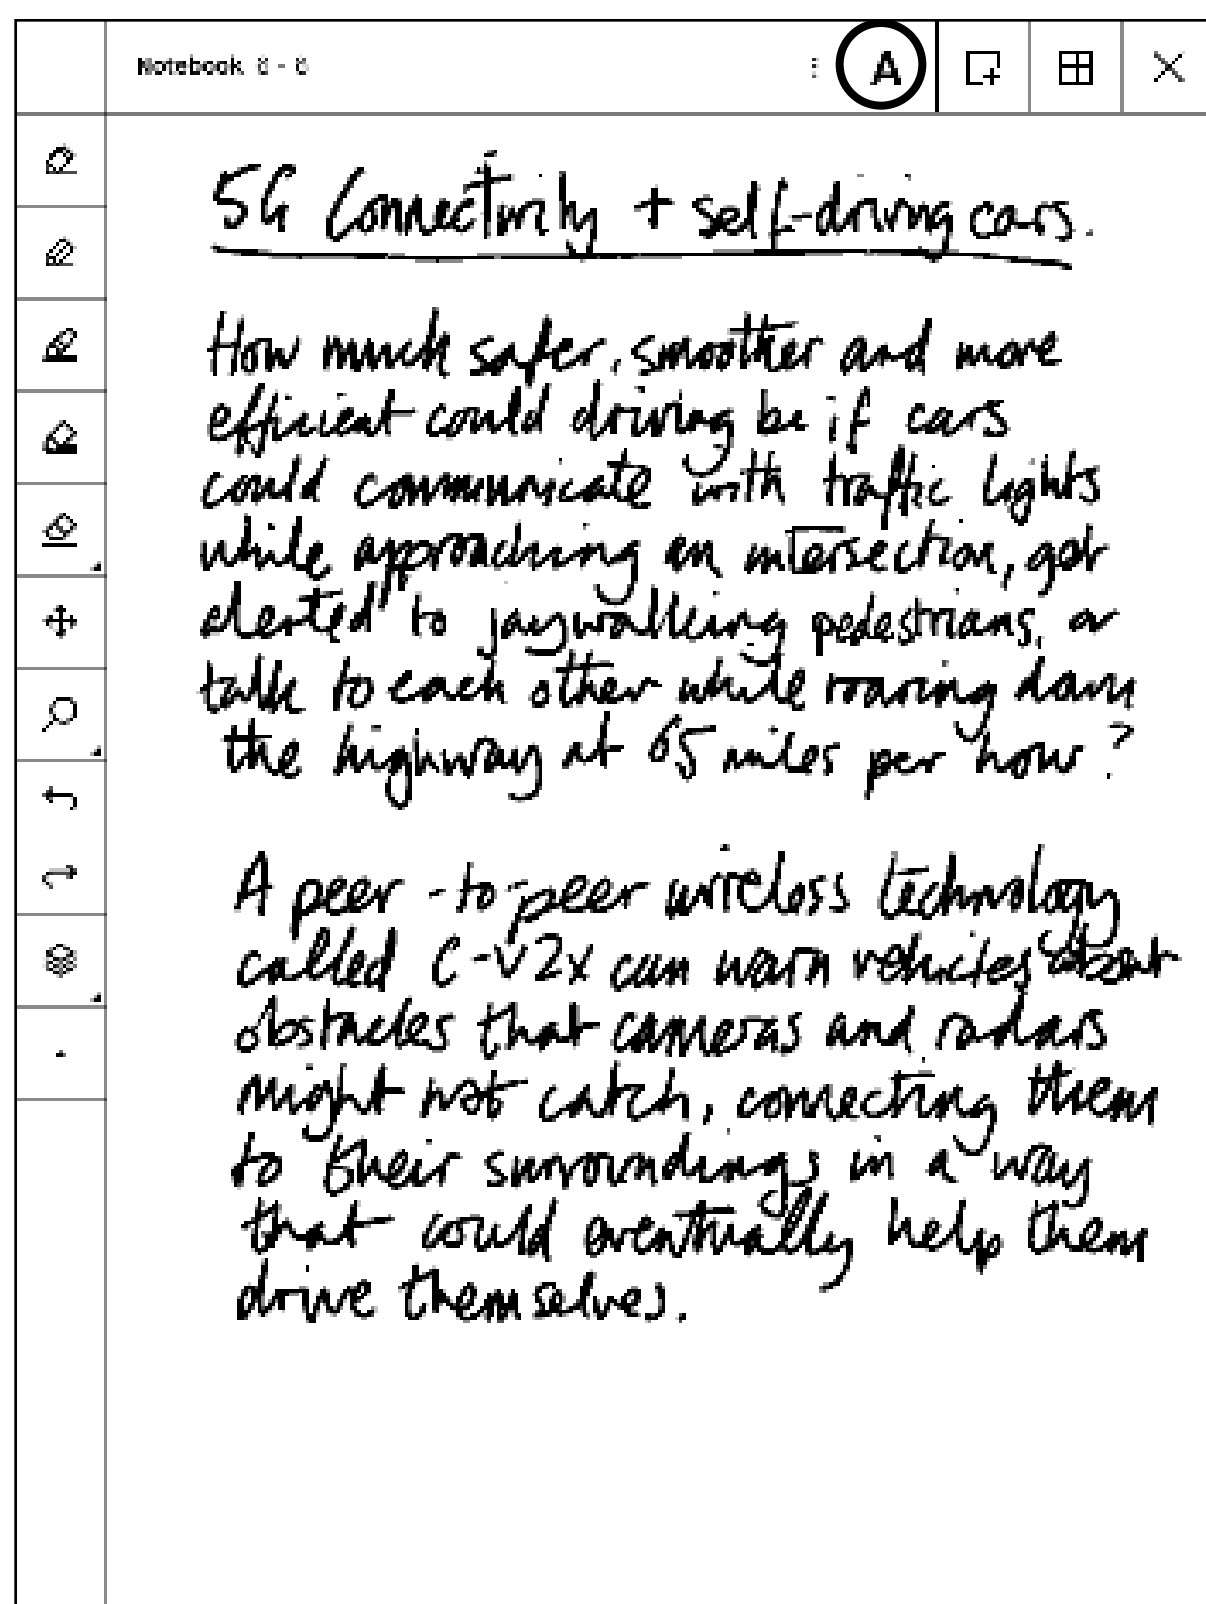 Notebook 6 - 6
A
5G Connectivity + self-driving cars.
How much safer, smoother and more
efficient could driving be if cars
could communicate with traffic lights
while approaching an intersection, got
alerted to jaywalking pedestrians, or
talk to each other while roaring down
the highway at 65 miles per hour?
A peer-to-peer wireless technology
called C-V2X can warn vehicles about
obstacles that cameras and radars
might not catch, connecting them
to their surroundings in a way
that could eventually help them
drive themselves.